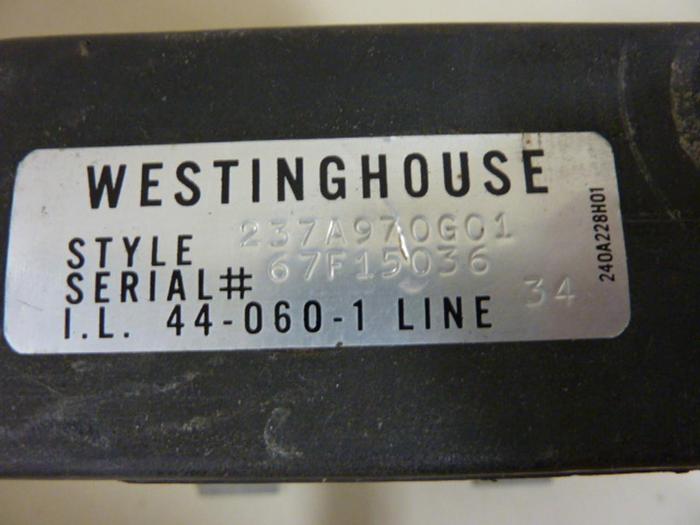 WESTINGHOUSE
STYLE 237A970G01
SERIAL# 67F15036
I.L. 44-060-1 LINE 34
240A228H01